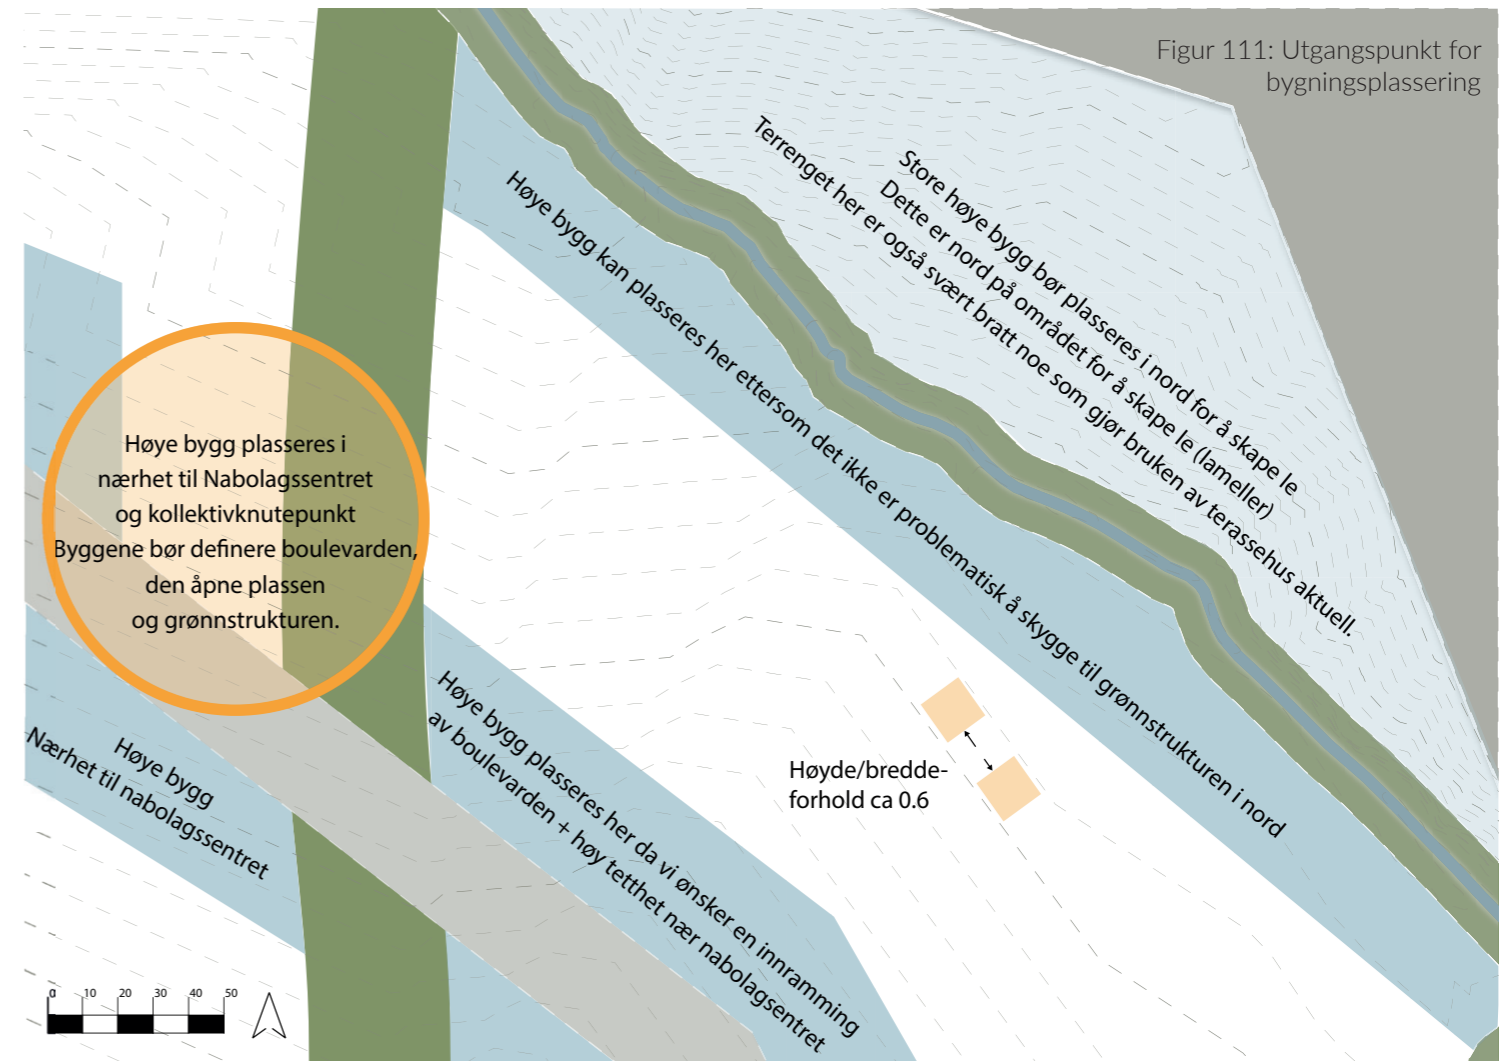 Figur 111: Utgangspunkt for
bygningsplassering
Store høye bygg bør plasseres i nord for å skape le
Dette er nord på området for å skape le (lameller)
Terrenget her er også svært bratt noe som gjør bruken av terassehus aktuell.
Høye bygg kan plasseres her ettersom det ikke er problematisk å skygge til grønnstrukturen i nord
Høye bygg plasseres i
nærhet til Nabolagssentret
og kollektivknutepunkt
Byggene bør definere boulevarden,
den åpne plassen
og grønnstrukturen.
Høye bygg plasseres her da vi ønsker en innramming
av boulevarden + høy tetthet nær nabolagsentret
Høyde/bredde-
forhold ca 0.6
Høye bygg
Nærhet til nabolagssentret
0 10 20 30 40 50